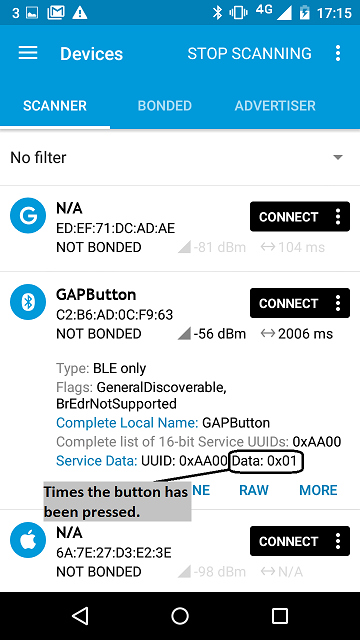 3 4G 17:15
Devices STOP SCANNING
SCANNER BONDED ADVERTISER
No filter
N/A
ED:EF:71:DC:AD:AE
CONNECT
NOT BONDED -81 dBm 104 ms
GAPButton
C2:B6:AD:0C:F9:63
CONNECT
NOT BONDED -56 dBm 2006 ms
Type: BLE only
Flags: GeneralDiscoverable,
BrEdrNotSupported
Complete Local Name: GAPButton
Complete list of 16-bit Service UUIDs: 0xAA00
Service Data: UUID: 0xAA00 Data: 0x01
Times the button has
been pressed.
NE RAW MORE
N/A
6A:7E:27:D3:E2:3E
CONNECT
NOT BONDED -98 dBm N/A